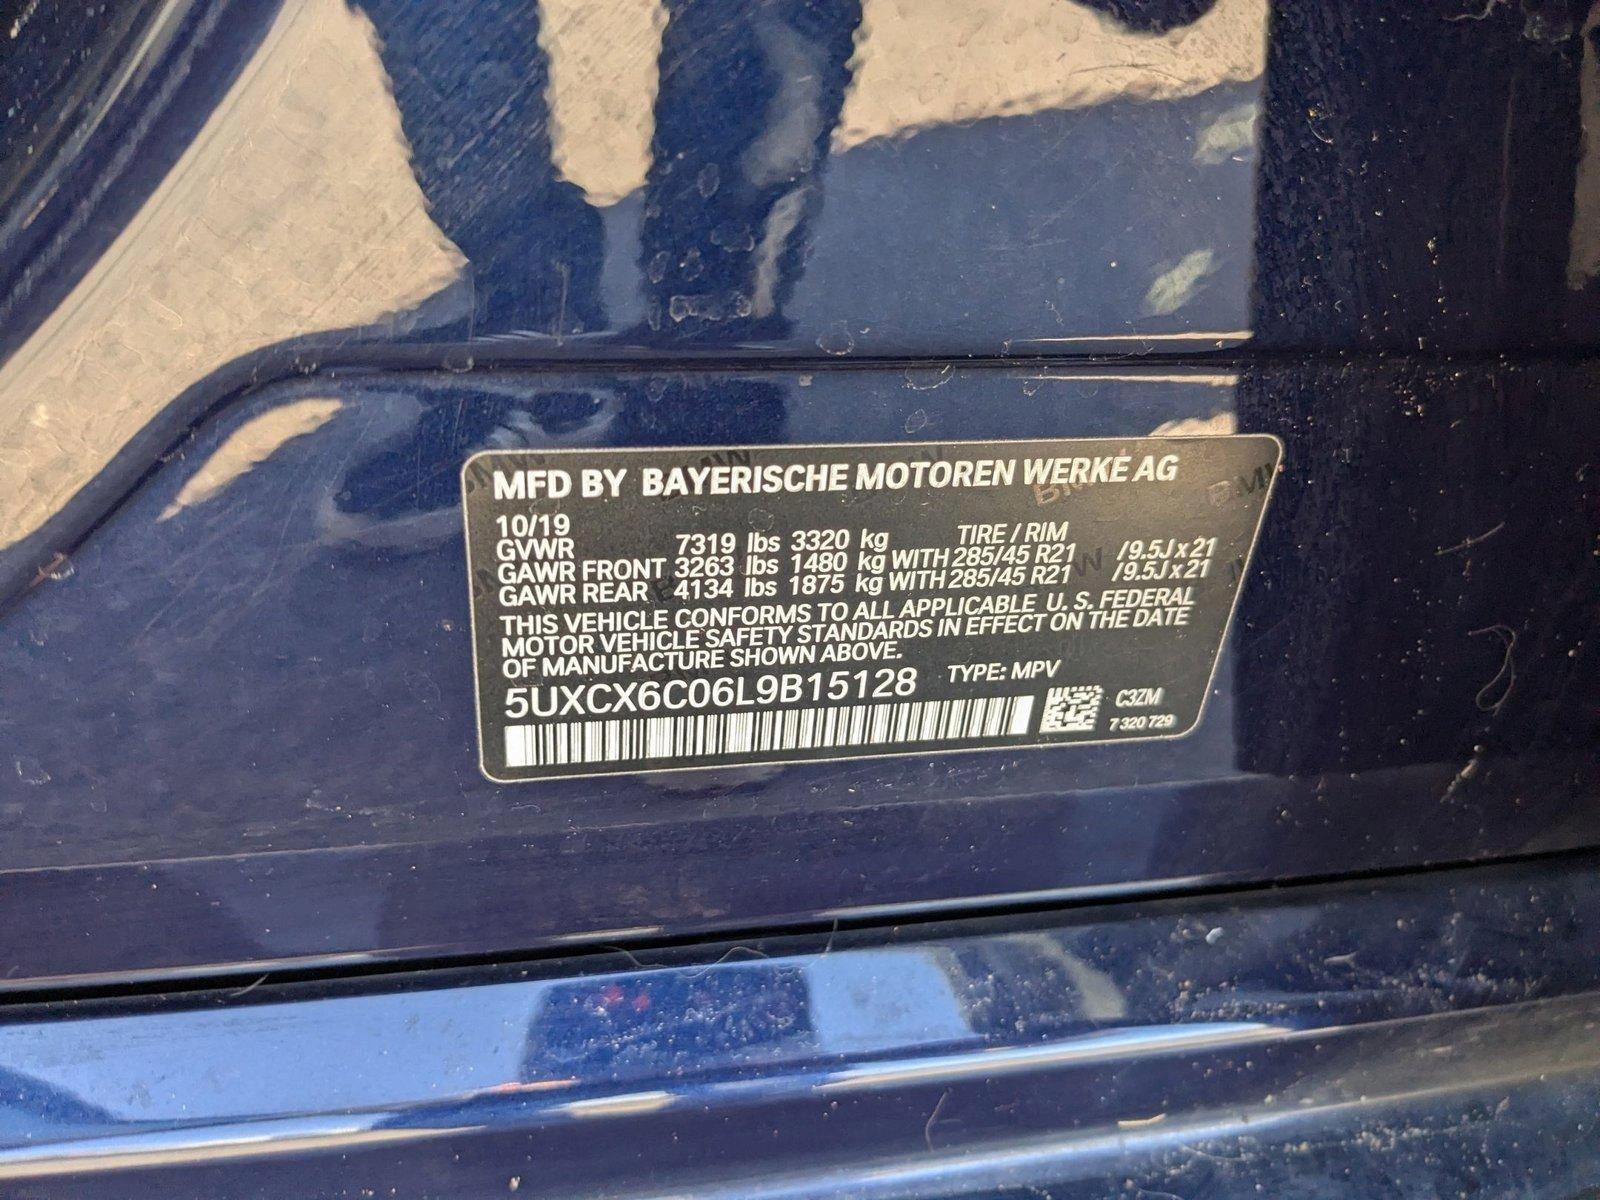 MFD BY BAYERISCHE MOTOREN WERKE AG
10/19
GVWR 7319 lbs 3320 kg TIRE / RIM
GAWR FRONT 3263 lbs 1480 kg WITH 285/45 R21 /9.5J x 21
GAWR REAR 4134 lbs 1875 kg WITH 285/45 R21 /9.5J x 21
THIS VEHICLE CONFORMS TO ALL APPLICABLE U. S. FEDERAL
MOTOR VEHICLE SAFETY STANDARDS IN EFFECT ON THE DATE
OF MANUFACTURE SHOWN ABOVE.
5UXCX6C06L9B15128 TYPE: MPV
C3ZM
7 320 729